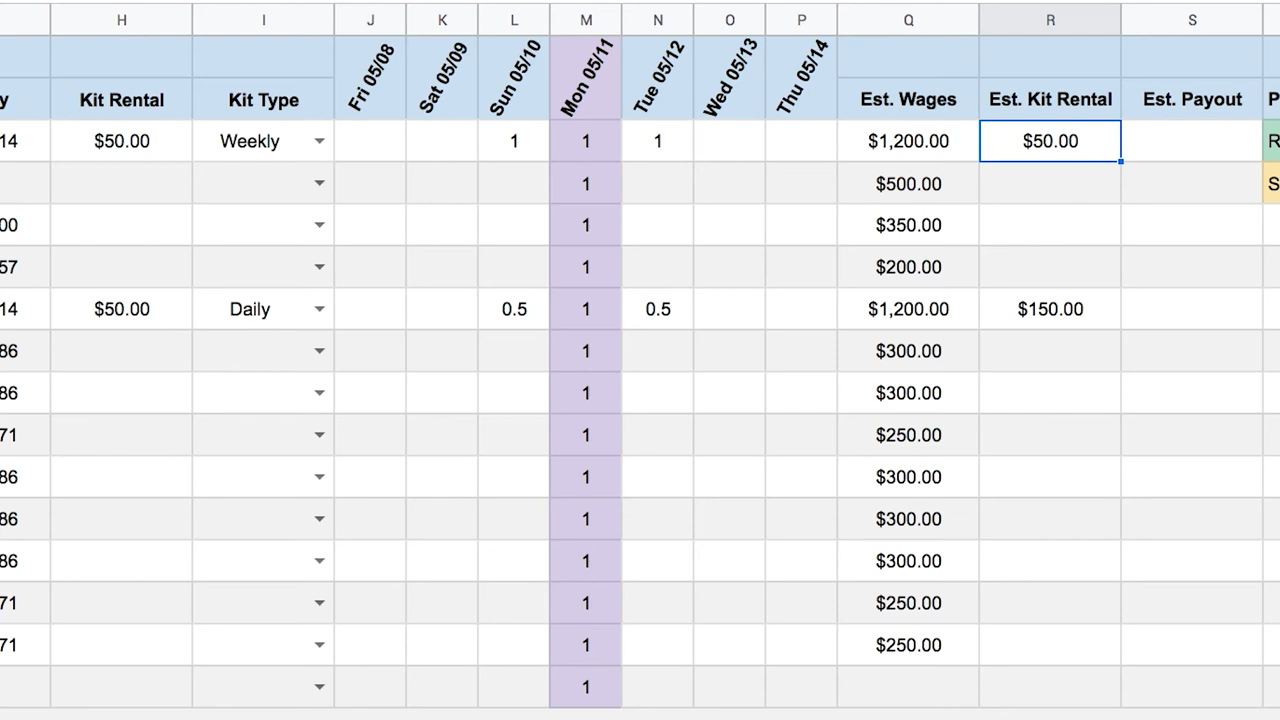 H I J K L M N O P Q R S
Fri 05/08 Sat 05/09 Sun 05/10 Mon 05/11 Tue 05/12 Wed 05/13 Thu 05/14
y Kit Rental Kit Type Est. Wages Est. Kit Rental Est. Payout P
14 $50.00 Weekly 1 1 1 $1,200.00 $50.00 R
1 $500.00 S
00 1 $350.00
57 1 $200.00
14 $50.00 Daily 0.5 1 0.5 $1,200.00 $150.00
86 1 $300.00
86 1 $300.00
71 1 $250.00
86 1 $300.00
86 1 $300.00
86 1 $300.00
71 1 $250.00
71 1 $250.00
1